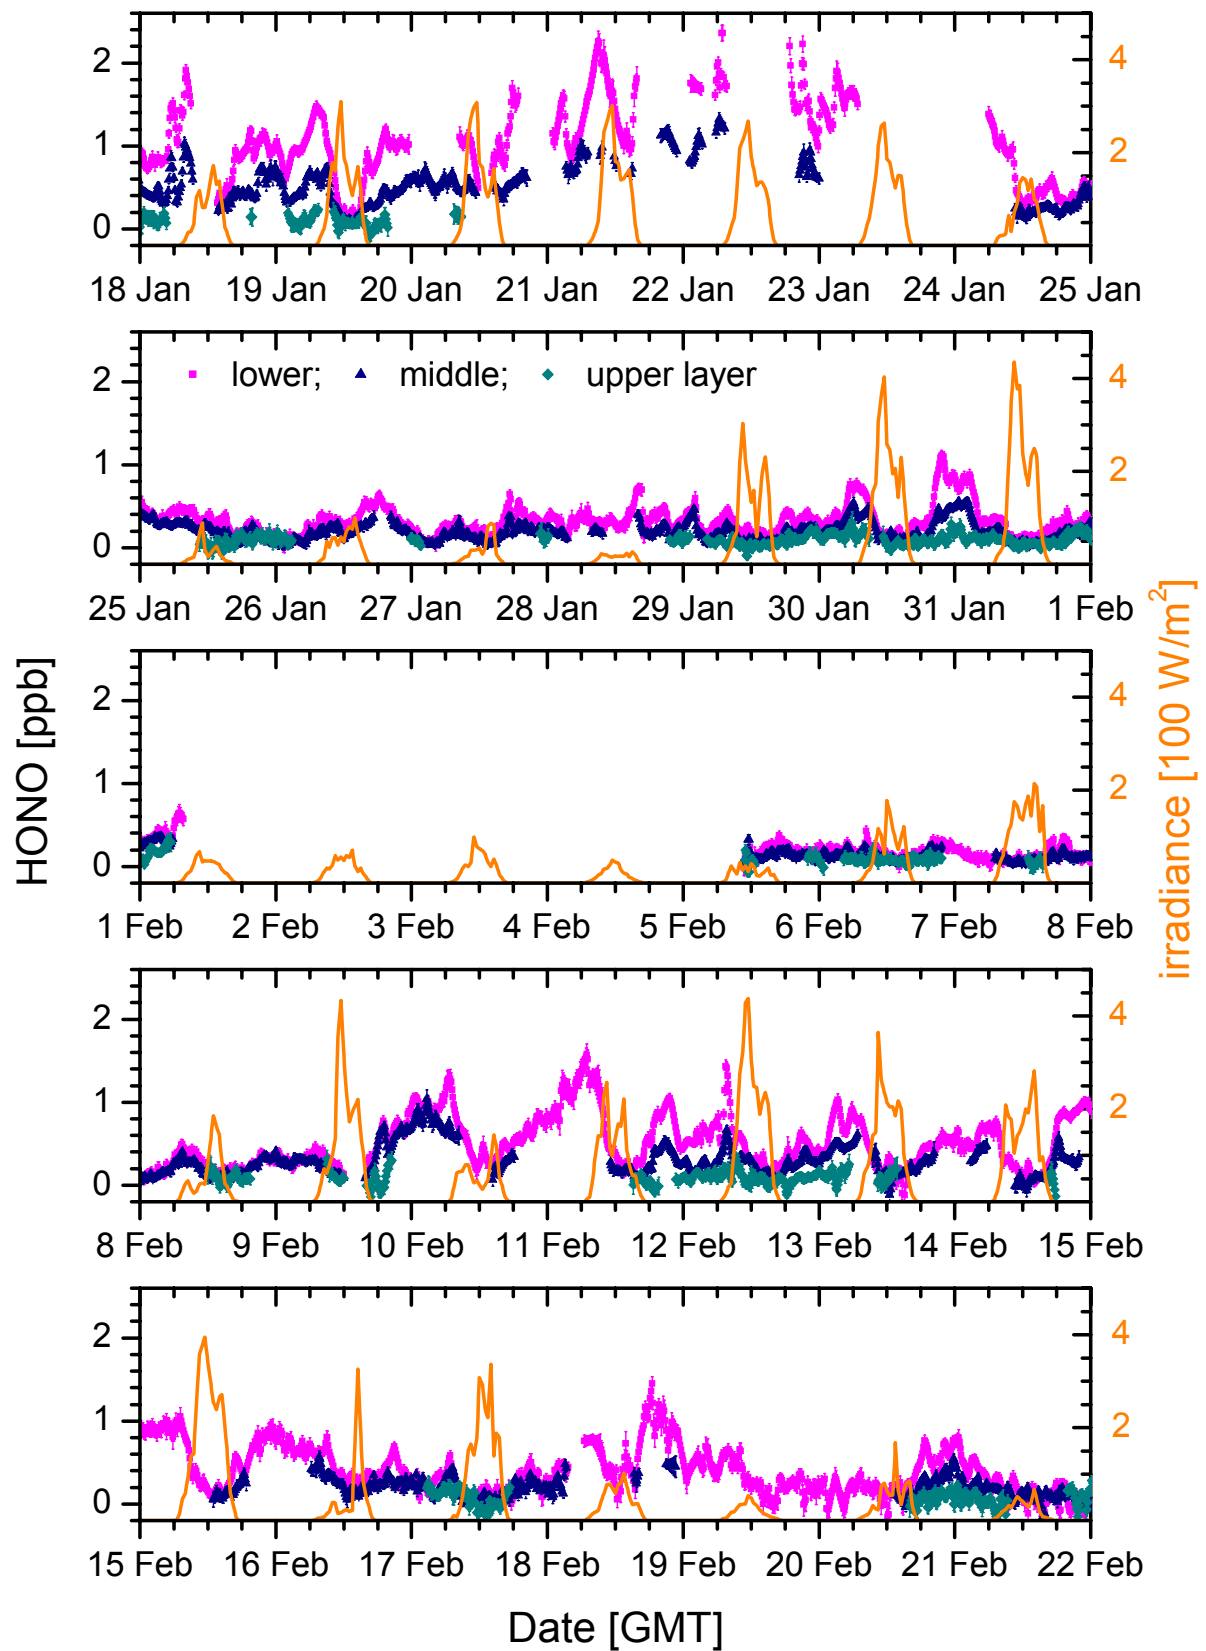 2
1
0
4
2
18 Jan 19 Jan 20 Jan 21 Jan 22 Jan 23 Jan 24 Jan 25 Jan
lower; middle; upper layer
2
1
0
4
2
25 Jan 26 Jan 27 Jan 28 Jan 29 Jan 30 Jan 31 Jan 1 Feb
HONO [ppb]
irradiance [100 W/m²]
2
1
0
4
2
1 Feb 2 Feb 3 Feb 4 Feb 5 Feb 6 Feb 7 Feb 8 Feb
2
1
0
4
2
8 Feb 9 Feb 10 Feb 11 Feb 12 Feb 13 Feb 14 Feb 15 Feb
2
1
0
4
2
15 Feb 16 Feb 17 Feb 18 Feb 19 Feb 20 Feb 21 Feb 22 Feb
Date [GMT]